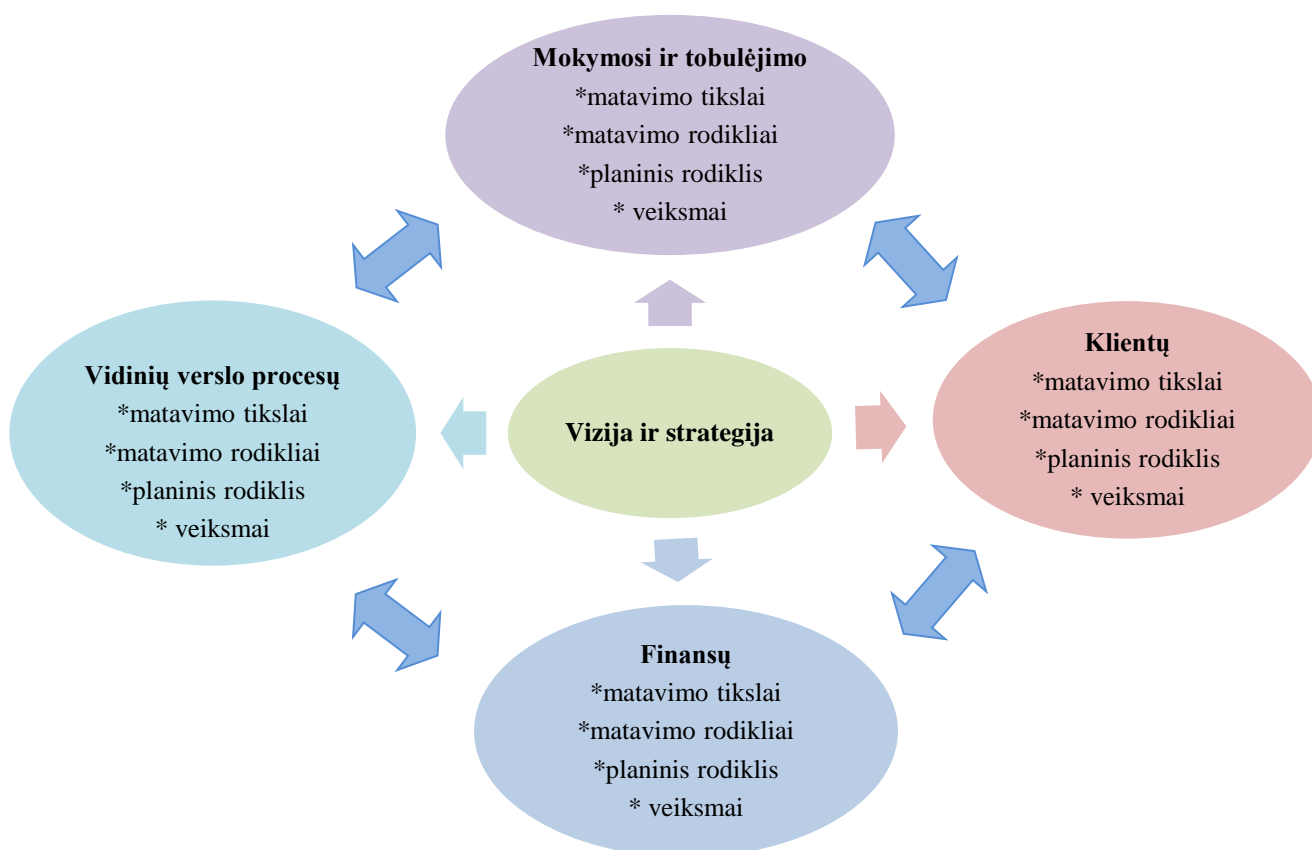 Mokymosi ir tobulėjimo
*matavimo tikslai
*matavimo rodikliai
*planinis rodiklis
* veiksmai
Vidinių verslo procesų
*matavimo tikslai
*matavimo rodikliai
*planinis rodiklis
* veiksmai
Vizija ir strategija
Klientų
*matavimo tikslai
*matavimo rodikliai
*planinis rodiklis
* veiksmai
Finansų
*matavimo tikslai
*matavimo rodikliai
*planinis rodiklis
* veiksmai